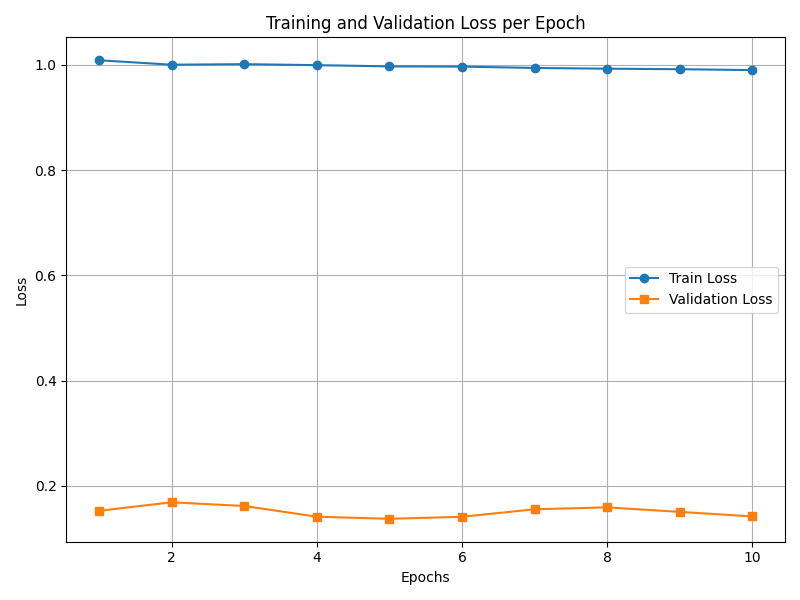 Training and Validation Loss per Epoch
1.0
0.8
0.6
0.4
0.2
Loss
Train Loss
Validation Loss
2 4 6 8 10
Epochs